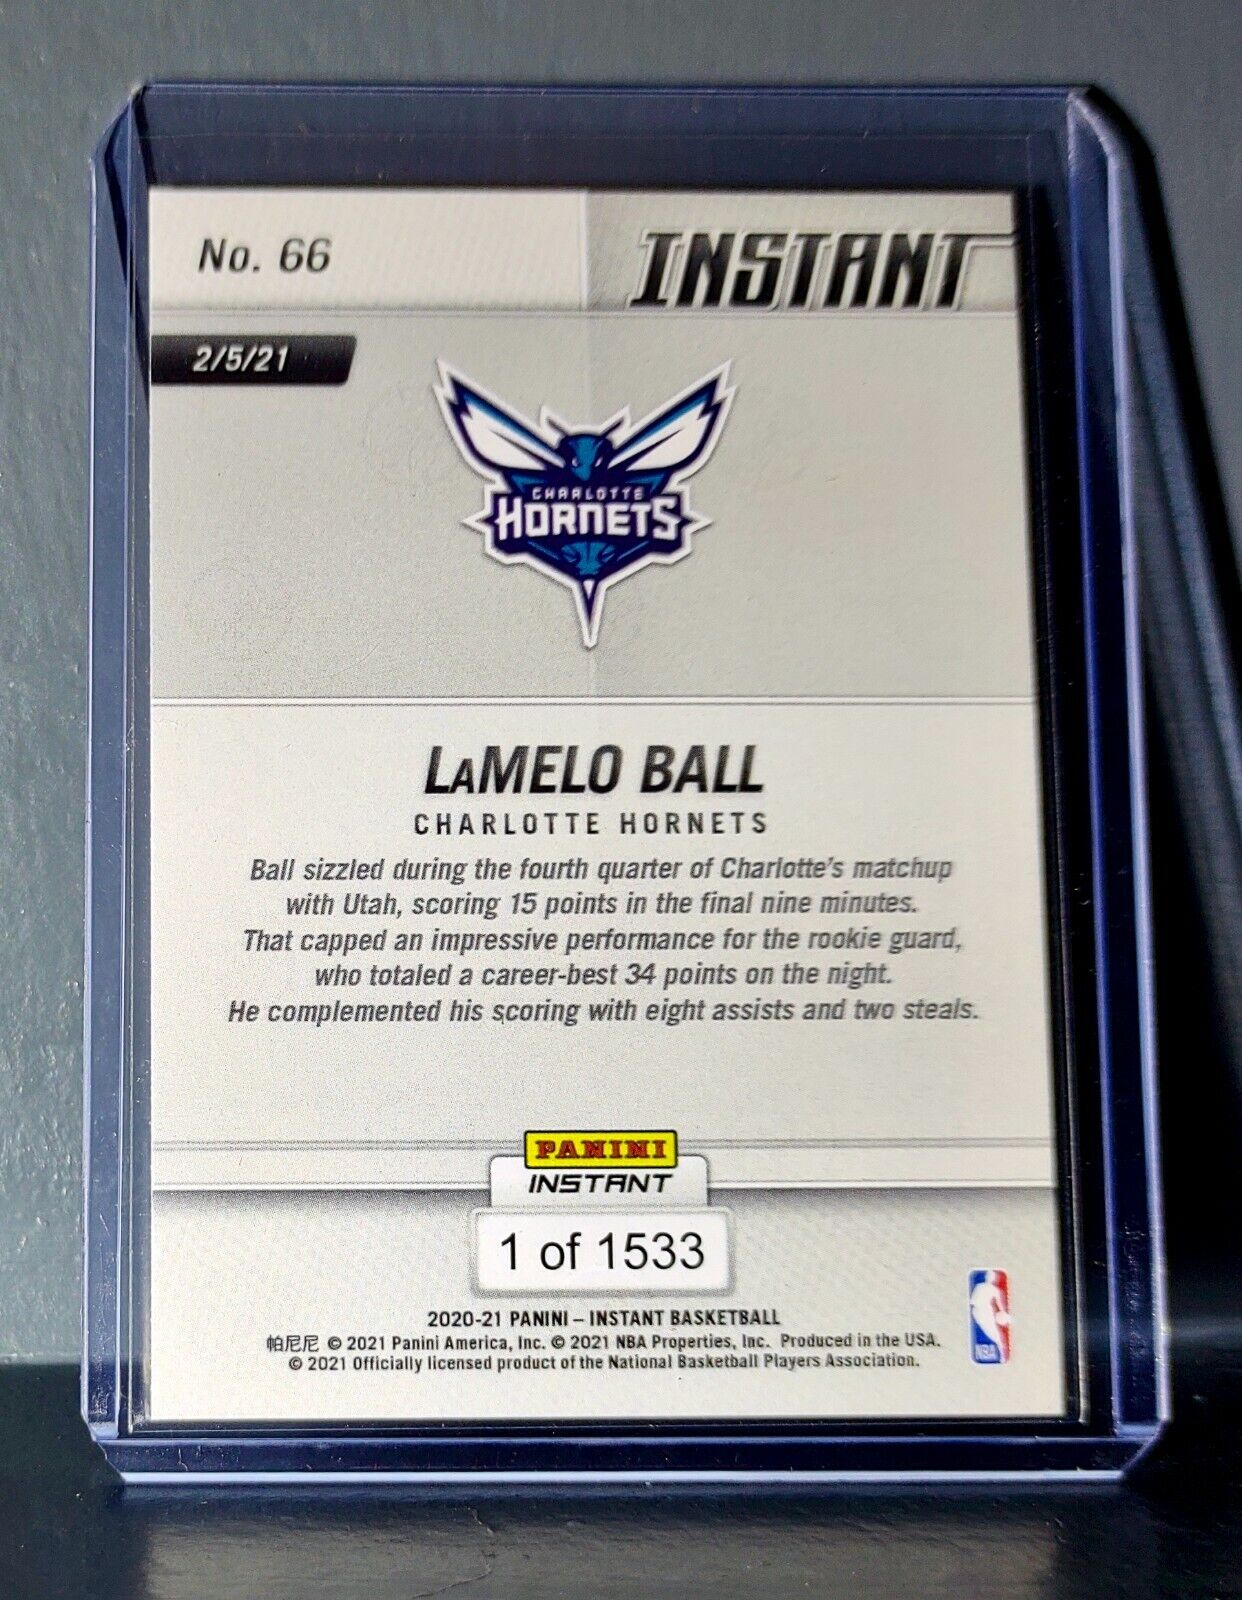 No. 66
INSTANT
2/5/21
CHARLOTTE
HORNETS
LaMELO BALL
CHARLOTTE HORNETS
Ball sizzled during the fourth quarter of Charlotte's matchup
with Utah, scoring 15 points in the final nine minutes.
That capped an impressive performance for the rookie guard,
who totaled a career-best 34 points on the night.
He complemented his scoring with eight assists and two steals.
PANINI
INSTANT
1 of 1533
2020-21 PANINI – INSTANT BASKETBALL
帕尼尼 © 2021 Panini America, Inc. © 2021 NBA Properties, Inc. Produced in the USA.
© 2021 Officially licensed product of the National Basketball Players Association.
NBA